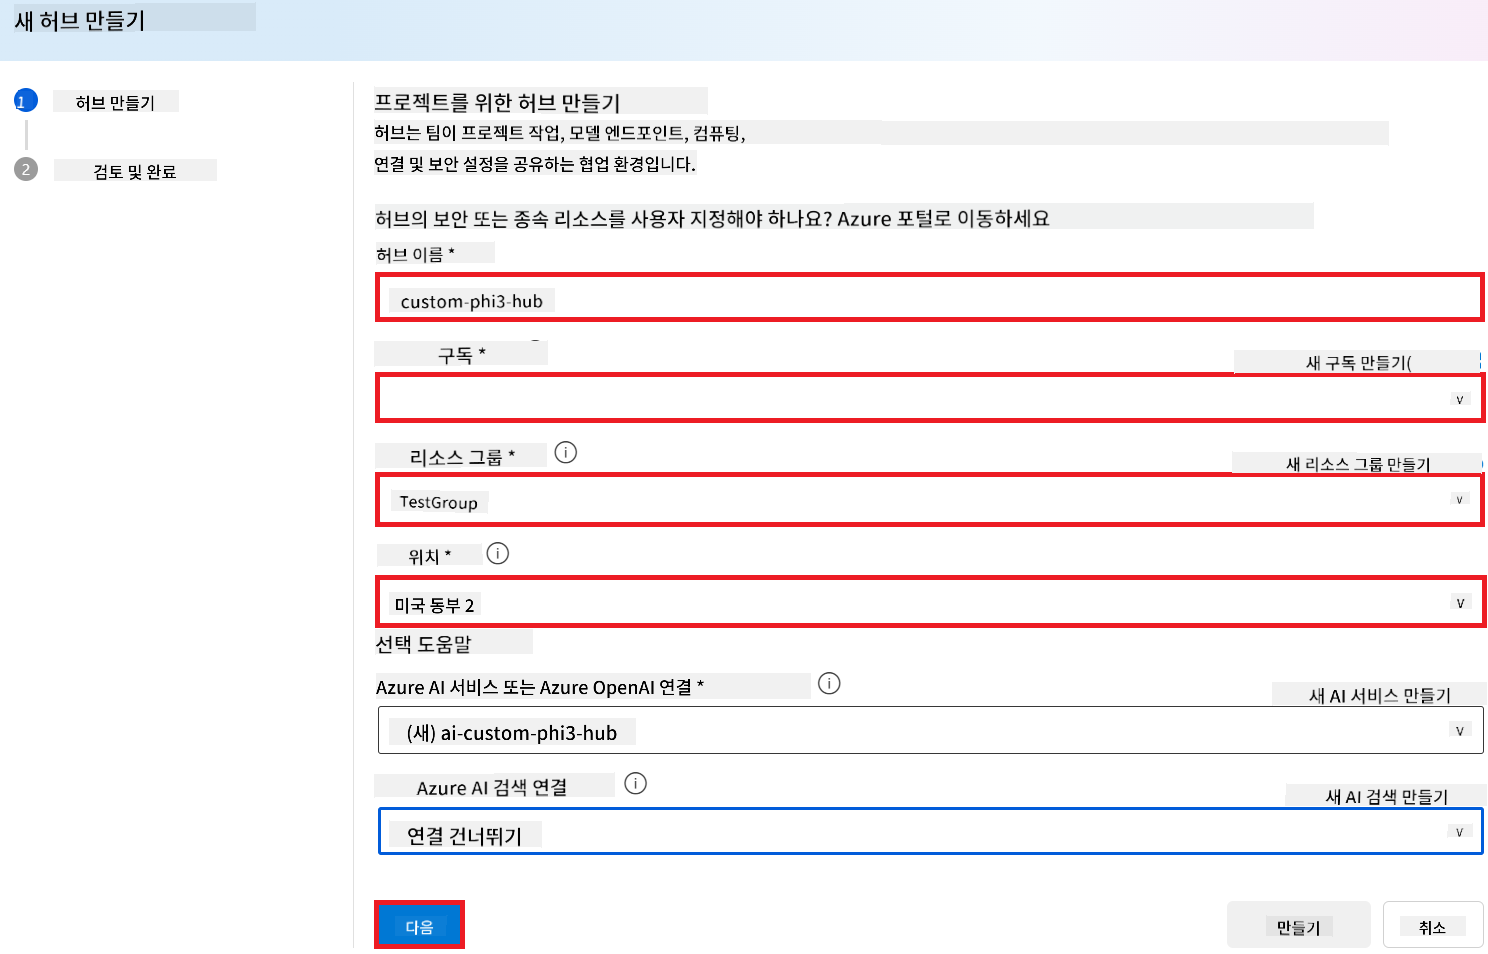 새 허브 만들기
1 허브 만들기
2 검토 및 완료
프로젝트를 위한 허브 만들기
허브는 팀이 프로젝트 작업, 모델 엔드포인트, 컴퓨팅,
연결 및 보안 설정을 공유하는 협업 환경입니다.
허브의 보안 또는 종속 리소스를 사용자 지정해야 하나요? Azure 포털로 이동하세요
허브 이름 *
custom-phi3-hub
구독 *
새 구독 만들기(
v
리소스 그룹 *
새 리소스 그룹 만들기
TestGroup
v
위치 *
미국 동부 2
v
선택 도움말
Azure AI 서비스 또는 Azure OpenAI 연결 *
새 AI 서비스 만들기
(새) ai-custom-phi3-hub
v
Azure AI 검색 연결
새 AI 검색 만들기
연결 건너뛰기
v
다음
만들기
취소